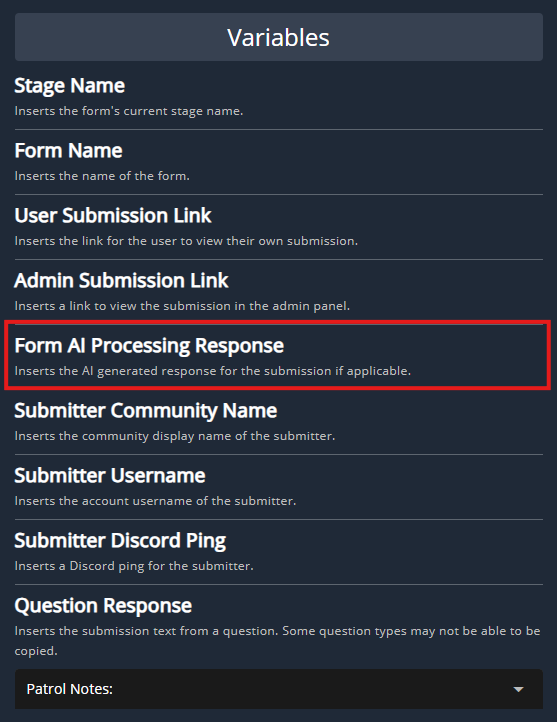 Variables
Stage Name
Inserts the form's current stage name.
Form Name
Inserts the name of the form.
User Submission Link
Inserts the link for the user to view their own submission.
Admin Submission Link
Inserts a link to view the submission in the admin panel.
Form AI Processing Response
Inserts the AI generated response for the submission if applicable.
Submitter Community Name
Inserts the community display name of the submitter.
Submitter Username
Inserts the account username of the submitter.
Submitter Discord Ping
Inserts a Discord ping for the submitter.
Question Response
Inserts the submission text from a question. Some question types may not be able to be
copied.
Patrol Notes: